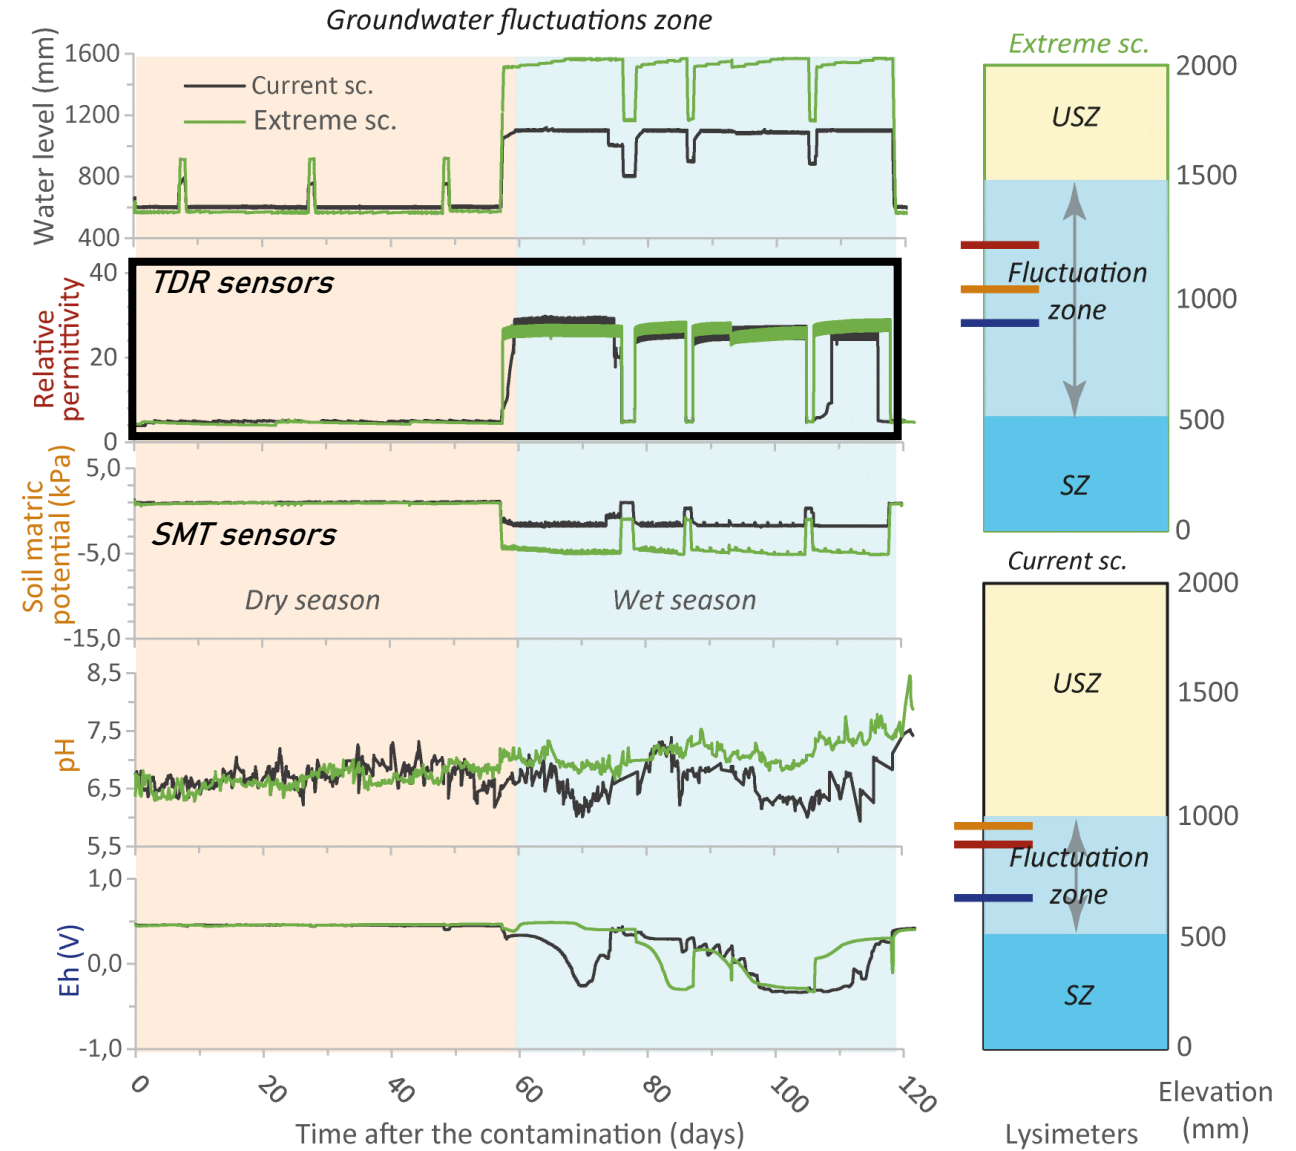 Groundwater fluctuations zone
Water level (mm)
1600
1200
800
400
Current sc.
Extreme sc.
TDR sensors
Relative
permittivity
40
20
0
Soil matric
potential (kPa)
5,0
-5,0
-15,0
SMT sensors
Dry season
Wet season
pH
8,5
7,5
6,5
5,5
Eh (V)
1,0
0,0
-1,0
0
20
40
60
80
100
120
Time after the contamination (days)
Extreme sc.
2000
USZ
1500
Fluctuation
1000
zone
500
SZ
0
Current sc.
2000
USZ
1500
1000
Fluctuation
zone
500
SZ
0
Elevation
(mm)
Lysimeters